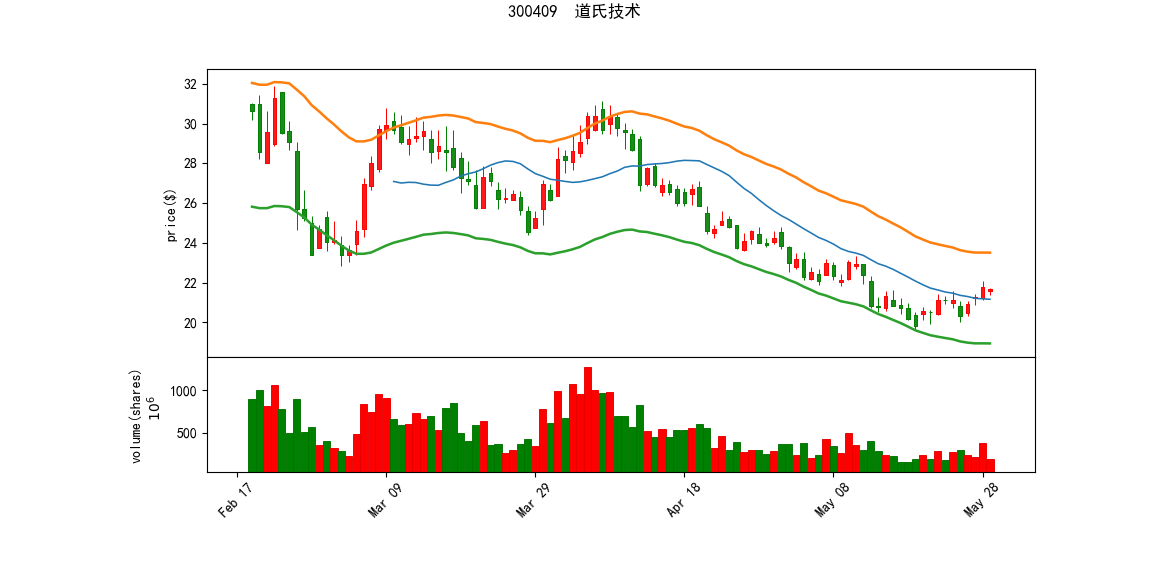 300409 道氏技术
price($)
32
30
28
26
24
22
20
volume(shares)
10^6
1000
500
Feb 17
Mar 09
Mar 29
Apr 18
May 08
May 28